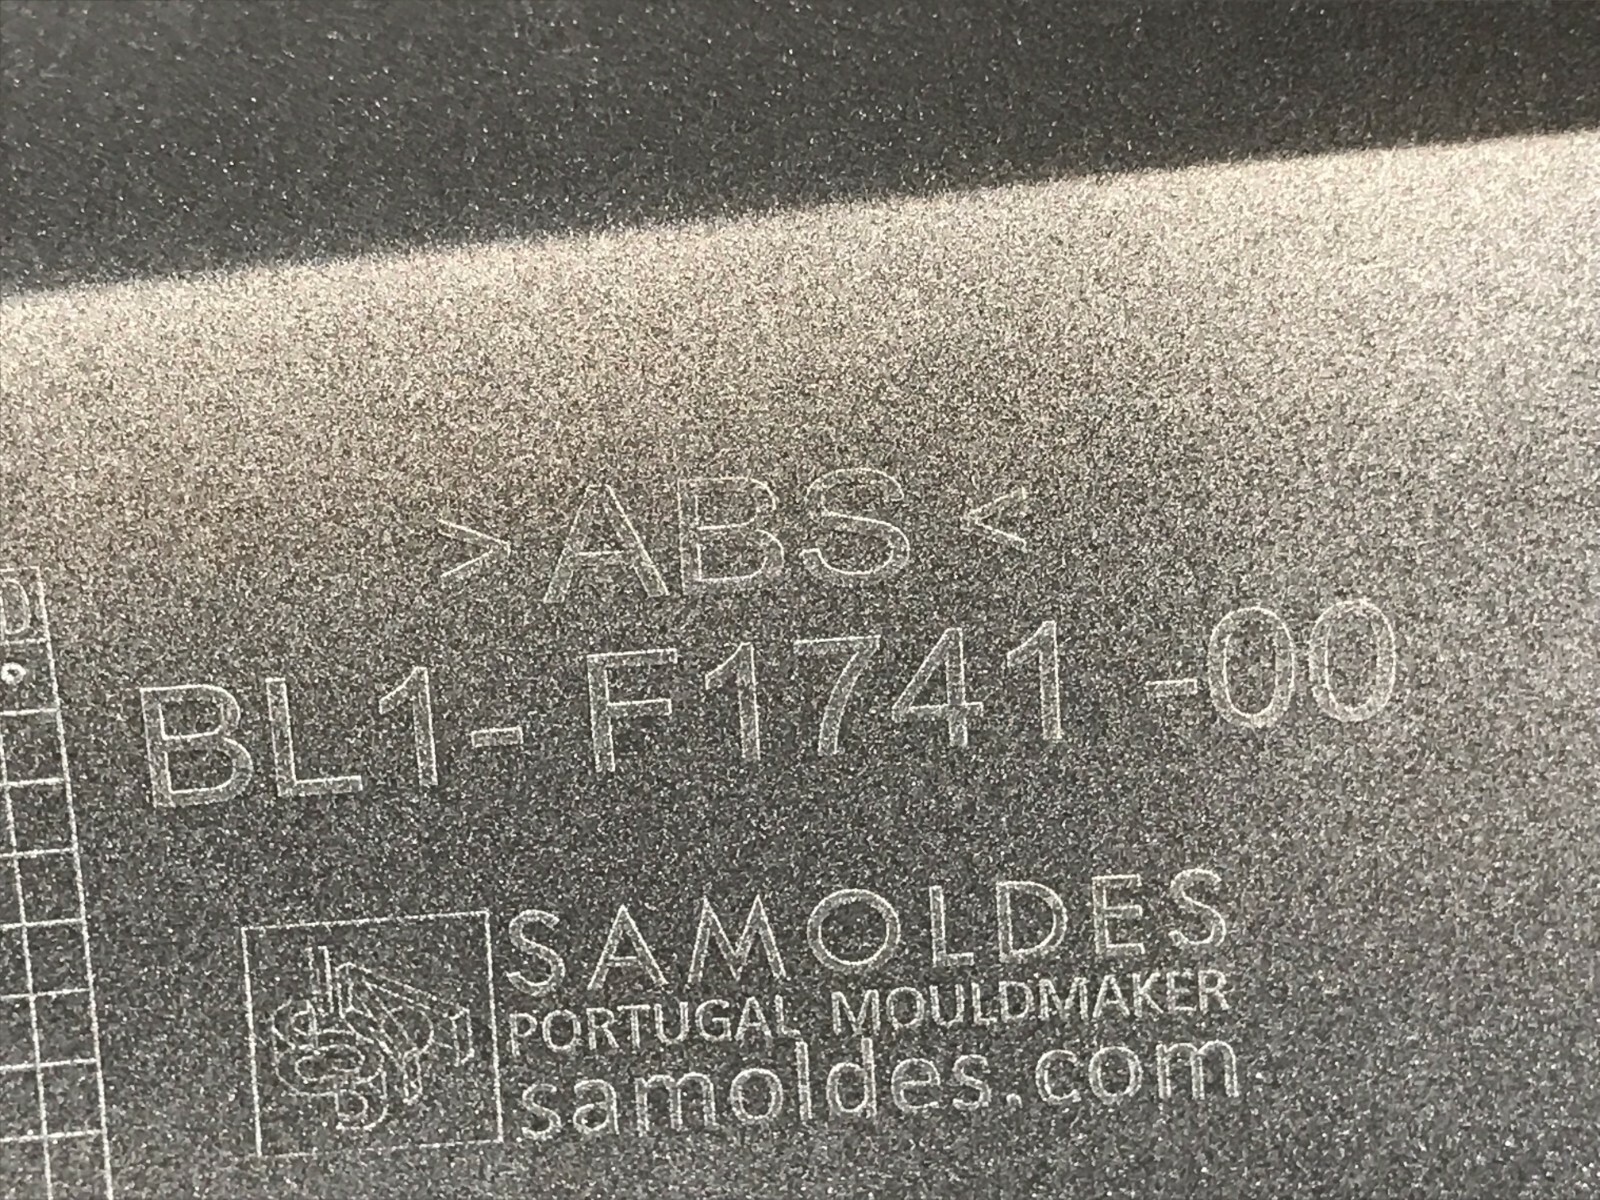 >ABS<
BL1-F1741-00
SAMOLDES
PORTUGAL MOULDMAKER
samoldes.com